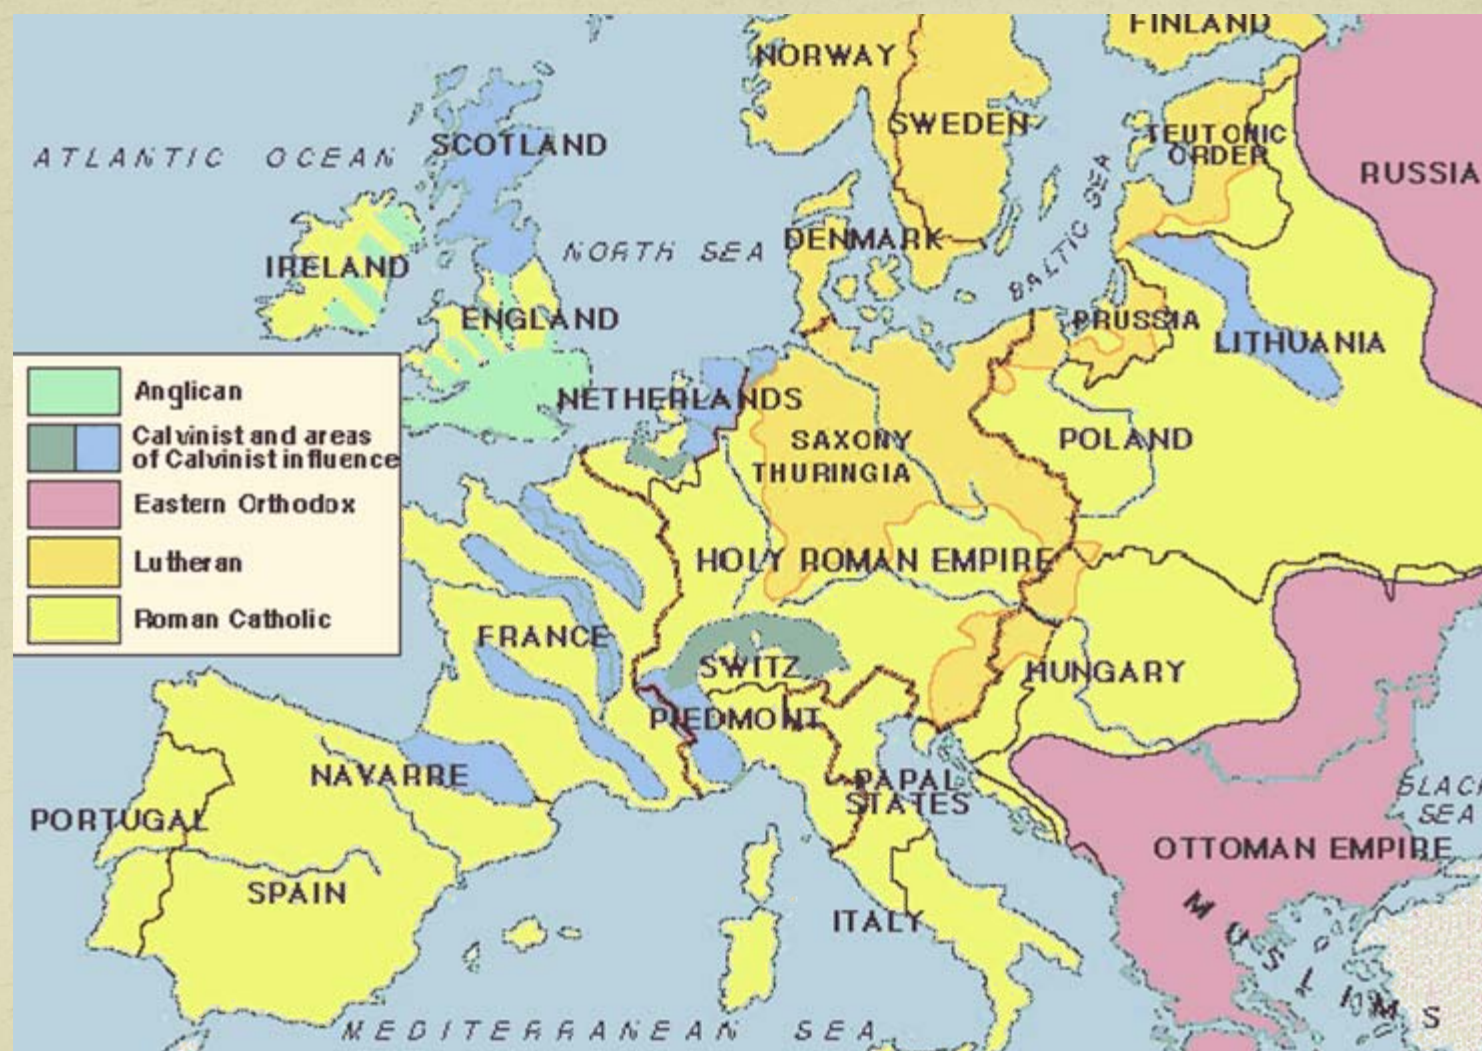 FINLAND
NORWAY
SWEDEN
TEUTONIC
ORDER
RUSSIA
SCOTLAND
ATLANTIC OCEAN
NORTH SEA
DENMARK
BALTIC SEA
IRELAND
ENGLAND
PRUSSIA
LITHUANIA
Anglican
Calvinist and areas
of Calvinist influence
Eastern Orthodox
Lutheran
Roman Catholic
NETHERLANDS
SAXONY
THURINGIA
POLAND
HOLY ROMAN EMPIRE
FRANCE
SWITZ
HUNGARY
PIEDMONT
NAVARRE
PAPAL
STATES
BLACK
SEA
PORTUGAL
OTTOMAN EMPIRE
SPAIN
ITALY
MUSLIMS
MEDITERRANEAN SEA